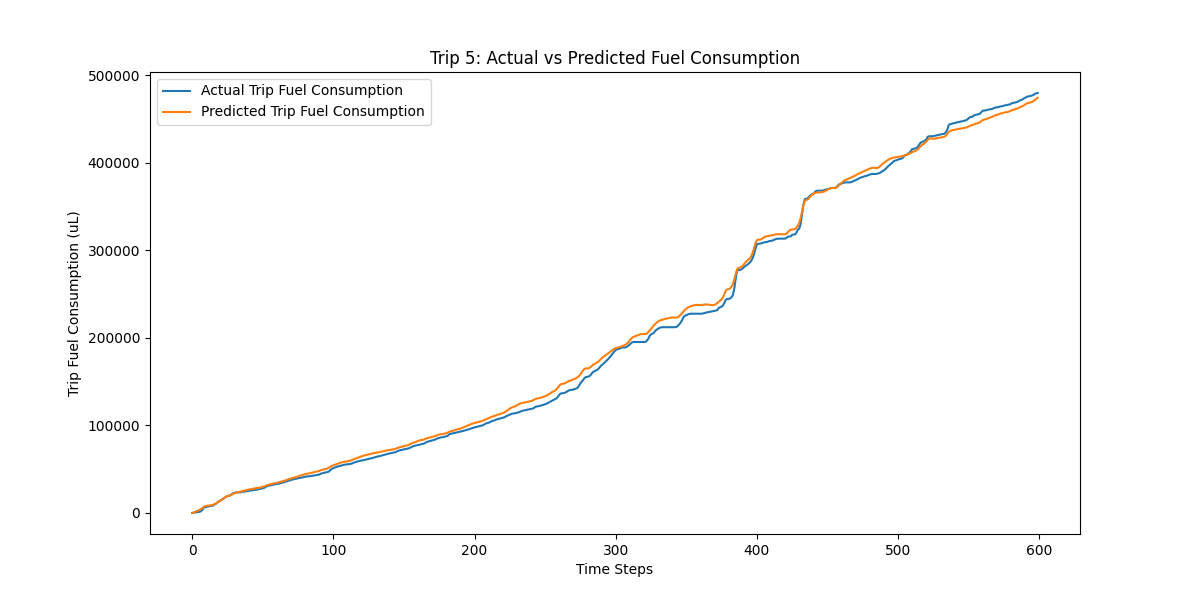 Trip 5: Actual vs Predicted Fuel Consumption
Actual Trip Fuel Consumption
Predicted Trip Fuel Consumption
Trip Fuel Consumption (uL)
500000
400000
300000
200000
100000
0
0 100 200 300 400 500 600
Time Steps